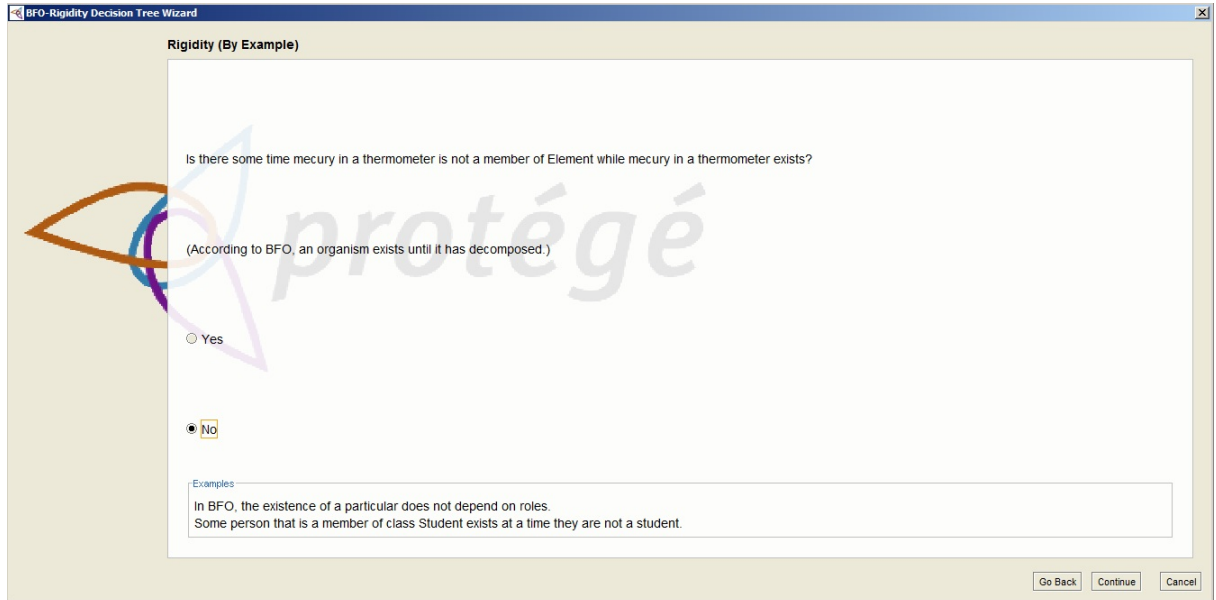 BFO-Rigidity Decision Tree Wizard
Rigidity (By Example)
Is there some time mecury in a thermometer is not a member of Element while mecury in a thermometer exists?
protégé
(According to BFO, an organism exists until it has decomposed.)
Yes
No
Examples
In BFO, the existence of a particular does not depend on roles.
Some person that is a member of class Student exists at a time they are not a student.
Go Back Continue Cancel